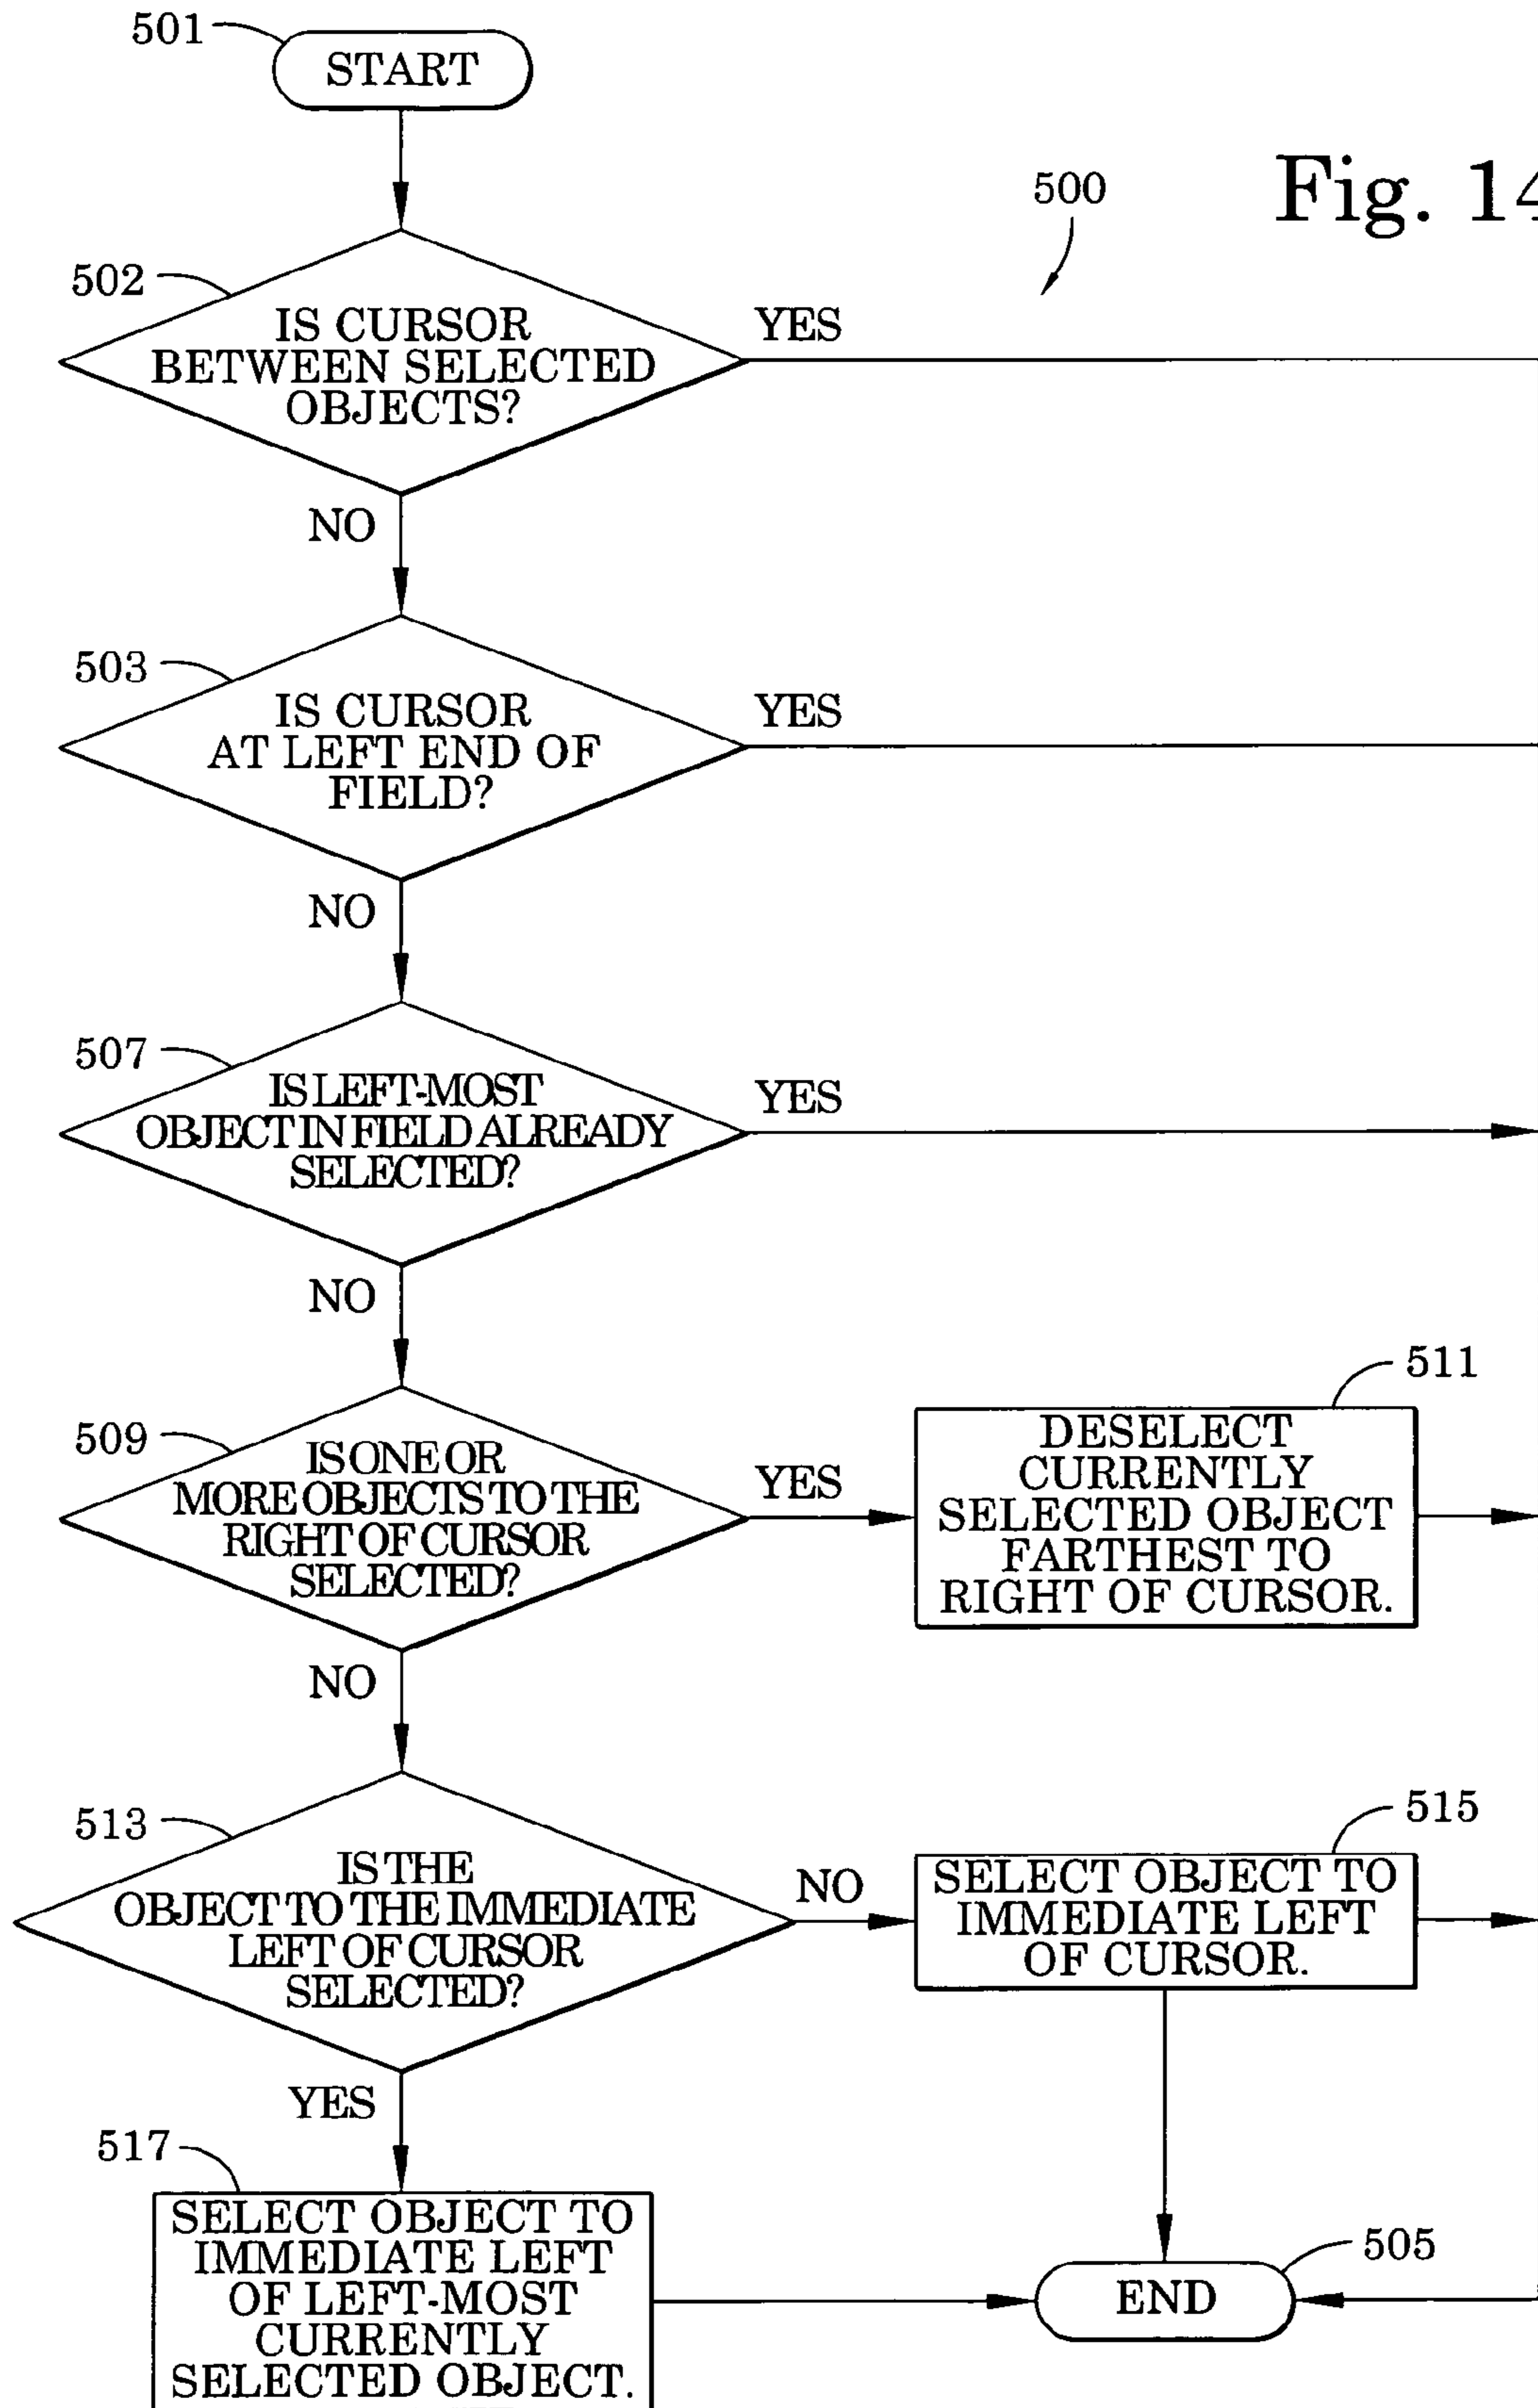 501
START
500
Fig. 14
502
IS CURSOR
BETWEEN SELECTED
OBJECTS?
YES
NO
503
IS CURSOR
AT LEFT END OF
FIELD?
YES
NO
507
IS LEFT-MOST
OBJECT IN FIELD ALREADY
SELECTED?
YES
NO
509
IS ONE OR
MORE OBJECTS TO THE
RIGHT OF CURSOR
SELECTED?
YES
511
DESELECT
CURRENTLY
SELECTED OBJECT
FARTHEST TO
RIGHT OF CURSOR.
NO
513
IS THE
OBJECT TO THE IMMEDIATE
LEFT OF CURSOR
SELECTED?
NO
515
SELECT OBJECT TO
IMMEDIATE LEFT
OF CURSOR.
YES
517
SELECT OBJECT TO
IMMEDIATE LEFT
OF LEFT-MOST
CURRENTLY
SELECTED OBJECT.
505
END